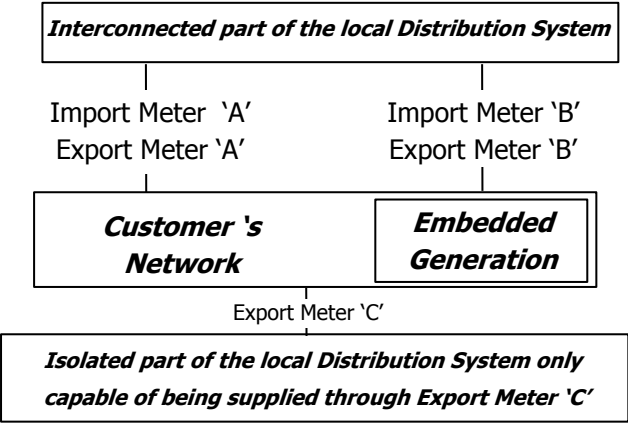 Interconnected part of the local Distribution System
Import Meter ‘A’ Import Meter ‘B’
Export Meter ‘A’ Export Meter ‘B’
Customer ‘s Embedded
Network Generation
Export Meter ‘C’
Isolated part of the local Distribution System only
capable of being supplied through Export Meter ‘C’